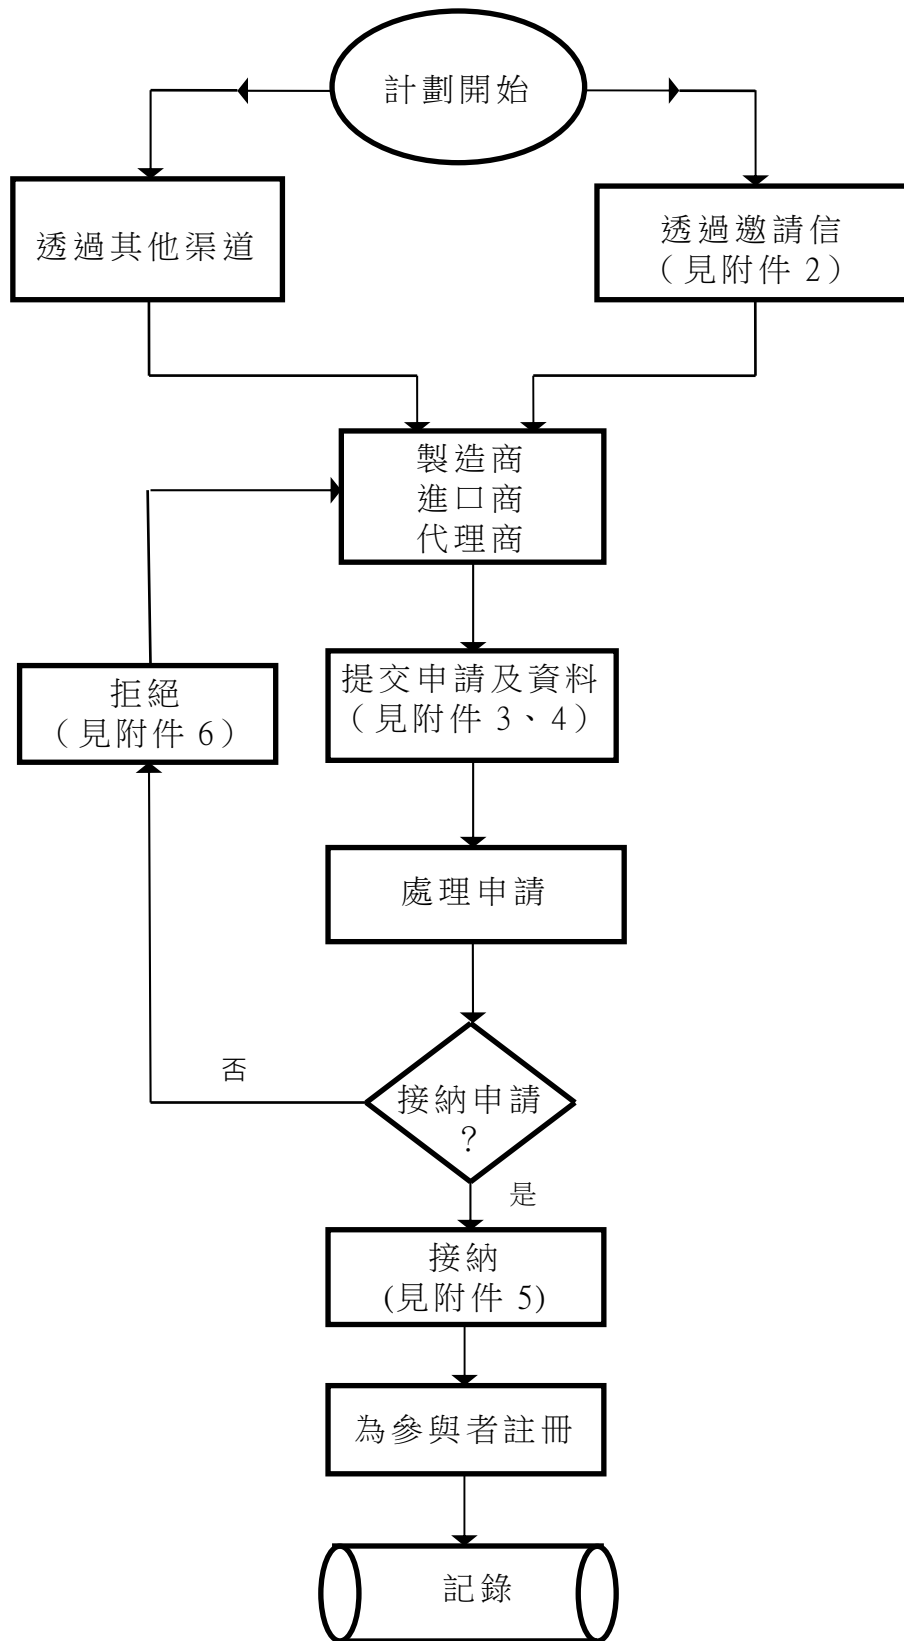 計劃開始
透過其他渠道
透過邀請信
（見附件 2）
製造商
進口商
代理商
拒絕
（見附件 6）
提交申請及資料
（見附件 3、4）
處理申請
否
接納申請
?
是
接納
(見附件 5)
為參與者註冊
記錄